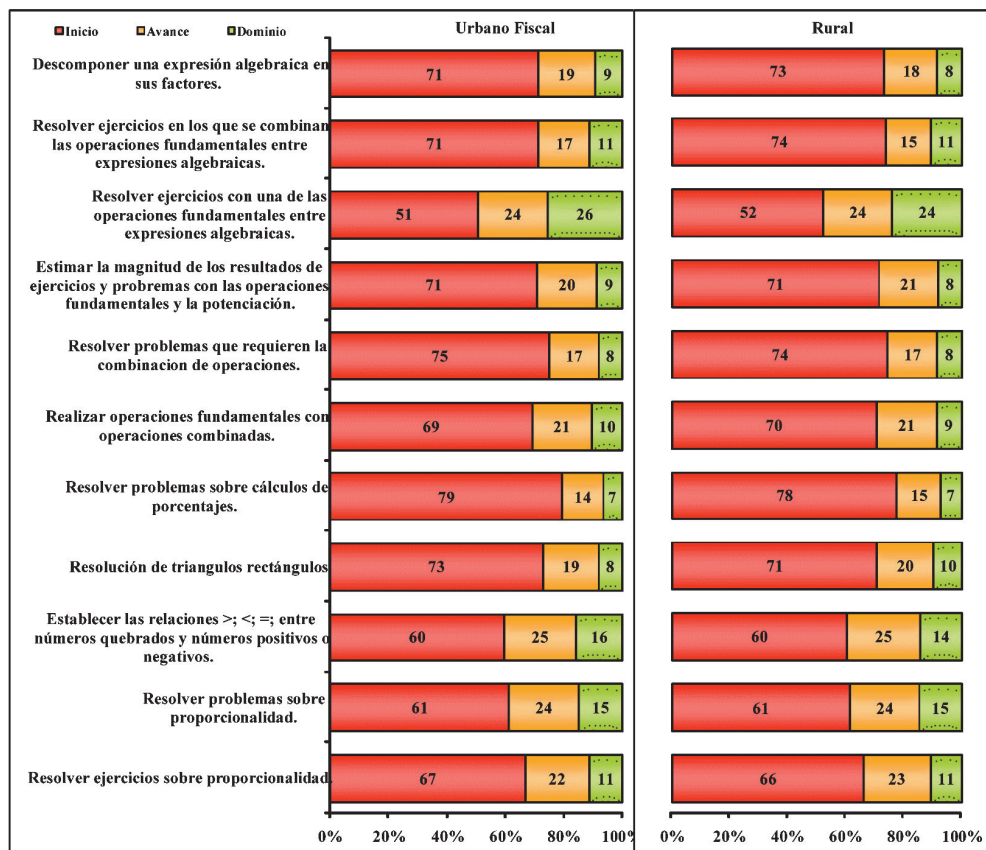 Urbano Fiscal
Rural
Inicio Avance Dominio
Descomponer una expresión algebraica en
sus factores.
71 19 9
73 18 8
Resolver ejercicios en los que se combinan
las operaciones fundamentales entre
expresiones algebraicas.
71 17 11
74 15 11
Resolver ejercicios con una de las
operaciones fundamentales entre
expresiones algebraicas.
51 24 26
52 24 24
Estimar la magnitud de los resultados de
ejercicios y probremas con las operaciones
fundamentales y la potenciación.
71 20 9
71 21 8
Resolver problemas que requieren la
combinacion de operaciones.
75 17 8
74 17 8
Realizar operaciones fundamentales con
operaciones combinadas.
69 21 10
70 21 9
Resolver problemas sobre cálculos de
porcentajes.
79 14 7
78 15 7
Resolución de triangulos rectángulos
73 19 8
71 20 10
Establecer las relaciones >; <; =; entre
números quebrados y números positivos o
negativos.
60 25 16
60 25 14
Resolver problemas sobre
proporcionalidad.
61 24 15
61 24 15
Resolver ejercicios sobre proporcionalidad.
67 22 11
66 23 11
0% 20% 40% 60% 80% 100%
0% 20% 40% 60% 80% 100%